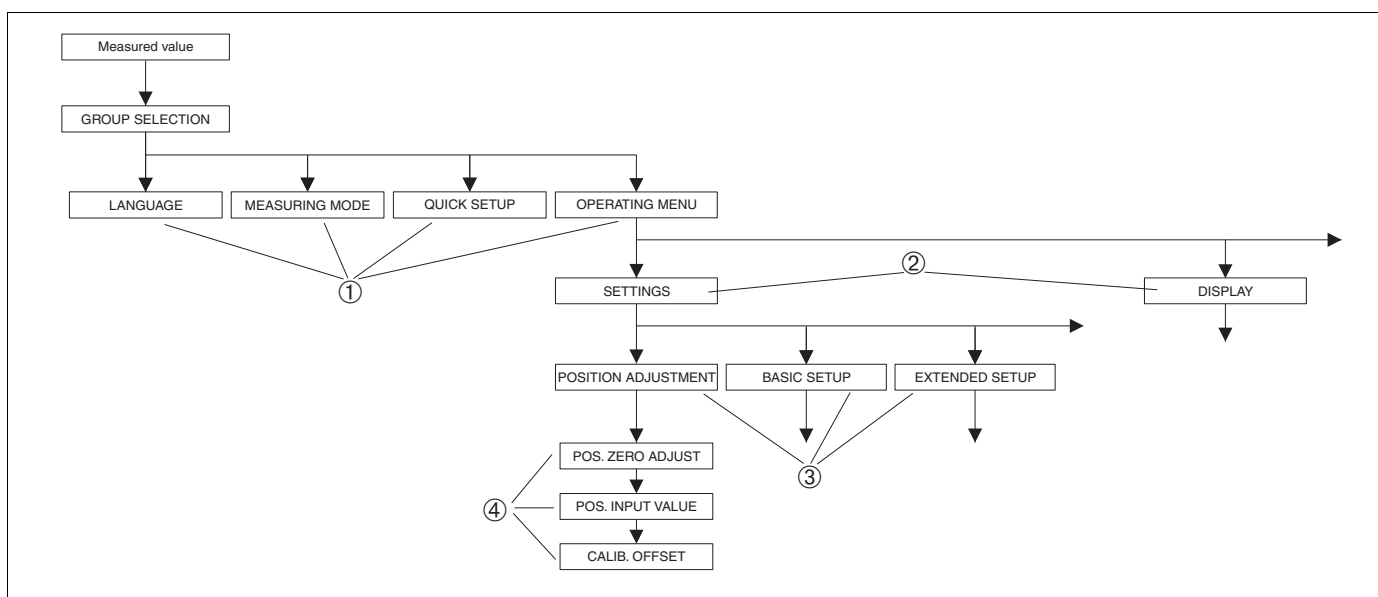 Measured value
GROUP SELECTION
LANGUAGE
MEASURING MODE
QUICK SETUP
OPERATING MENU
①
②
SETTINGS
DISPLAY
POSITION ADJUSTMENT
BASIC SETUP
EXTENDED SETUP
POS. ZERO ADJUST
③
④
POS. INPUT VALUE
CALIB. OFFSET